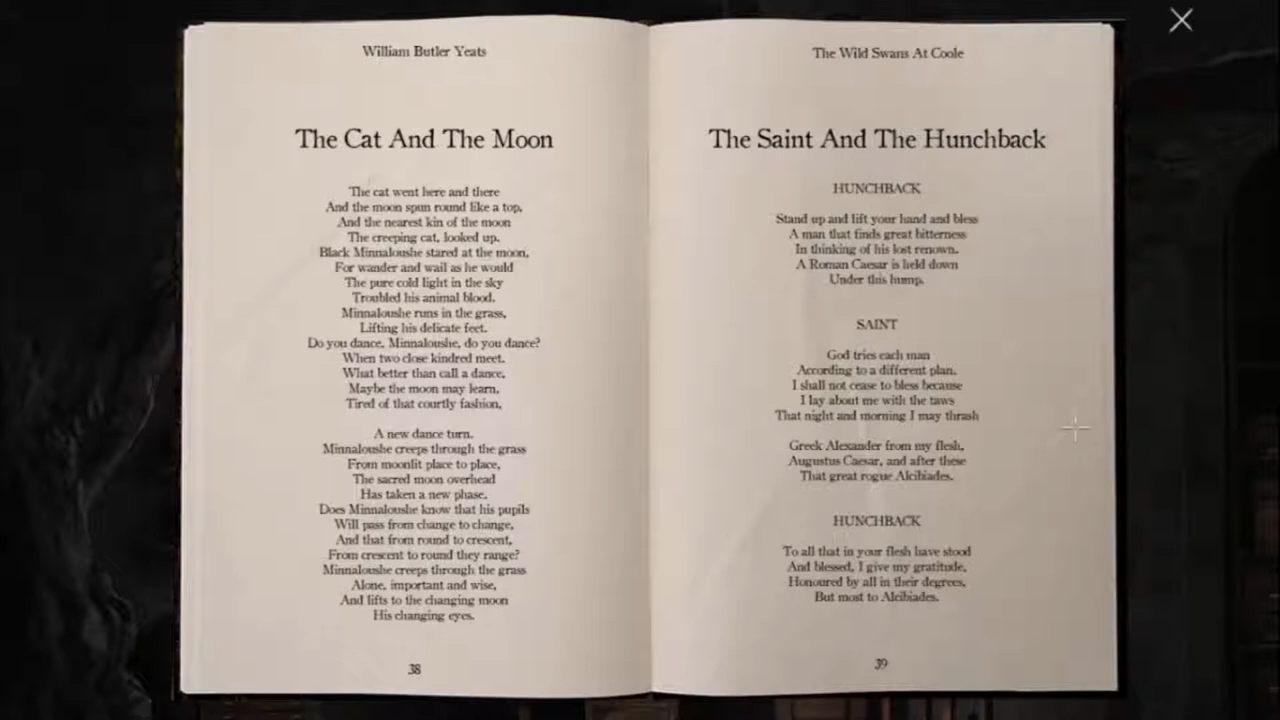 William Butler Yeats
The Cat And The Moon
The cat went here and there
And the moon spun round like a top,
And the nearest kin of the moon
The creeping cat, looked up.
Black Minnaloushe stared at the moon,
For wander and wail as he would
The pure cold light in the sky
Troubled his animal blood.
Minnaloushe runs in the grass,
Lifting his delicate feet.
Do you dance, Minnaloushe, do you dance?
When two close kindred meet.
What better than call a dance,
Maybe the moon may learn,
Tired of that courtly fashion,
A new dance turn.
Minnaloushe creeps through the grass
From moonlit place to place,
The sacred moon overhead
Has taken a new phase.
Does Minnaloushe know that his pupils
Will pass from change to change,
And that from round to crescent,
From crescent to round they range?
Minnaloushe creeps through the grass
Alone, important and wise,
And lifts to the changing moon
His changing eyes.
38
The Wild Swans At Coole
The Saint And The Hunchback
HUNCHBACK
Stand up and lift your hand and bless
A man that finds great bitterness
In thinking of his lost renown.
A Roman Caesar is held down
Under this hump.
SAINT
God tries each man
According to a different plan.
I shall not cease to bless because
I lay about me with the taws
That night and morning I may thrash
Greek Alexander from my flesh,
Augustus Caesar, and after these
That great rogue Alcibiades.
HUNCHBACK
To all that in your flesh have stood
And blessed, I give my gratitude,
Honoured by all in their degrees,
But most to Alcibiades.
39